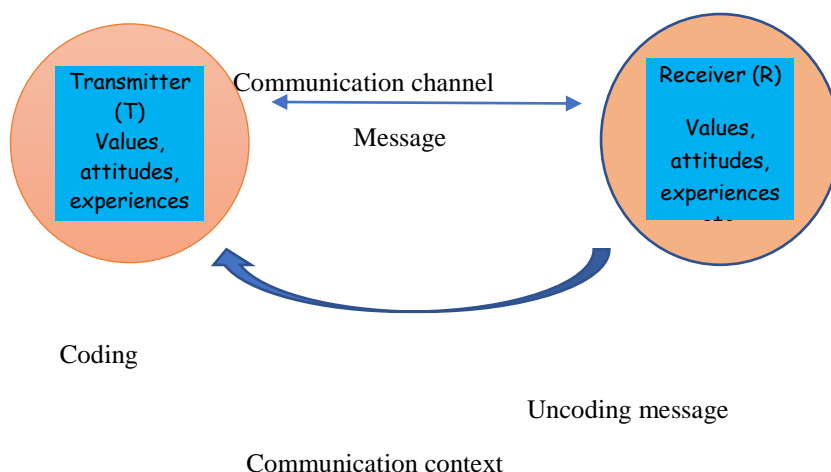 Transmitter
(T)
Values,
attitudes,
experiences
Communication channel
Message
Receiver (R)
Values,
attitudes,
experiences
Coding
Uncoding message
Communication context